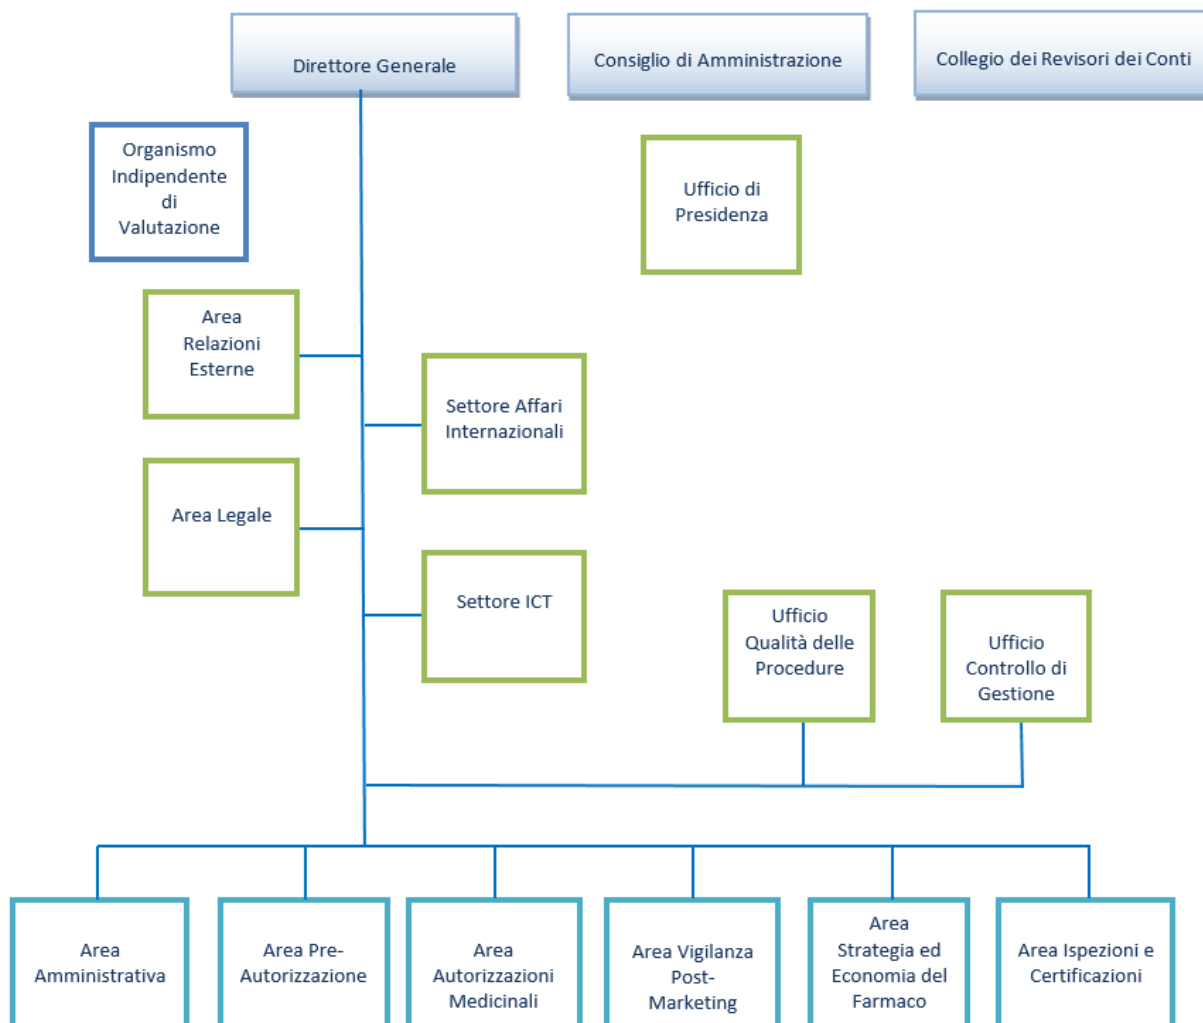 Direttore Generale
Consiglio di Amministrazione
Collegio dei Revisori dei Conti
Organismo
Indipendente
di
Valutazione
Ufficio di
Presidenza
Area
Relazioni
Esterne
Settore Affari
Internazionali
Area Legale
Settore ICT
Ufficio
Qualità delle
Procedure
Ufficio
Controllo di
Gestione
Area
Amministrativa
Area Pre-
Autorizzazione
Area
Autorizzazioni
Medicinali
Area Vigilanza
Post-
Marketing
Area
Strategia ed
Economia del
Farmaco
Area Ispezioni e
Certificazioni